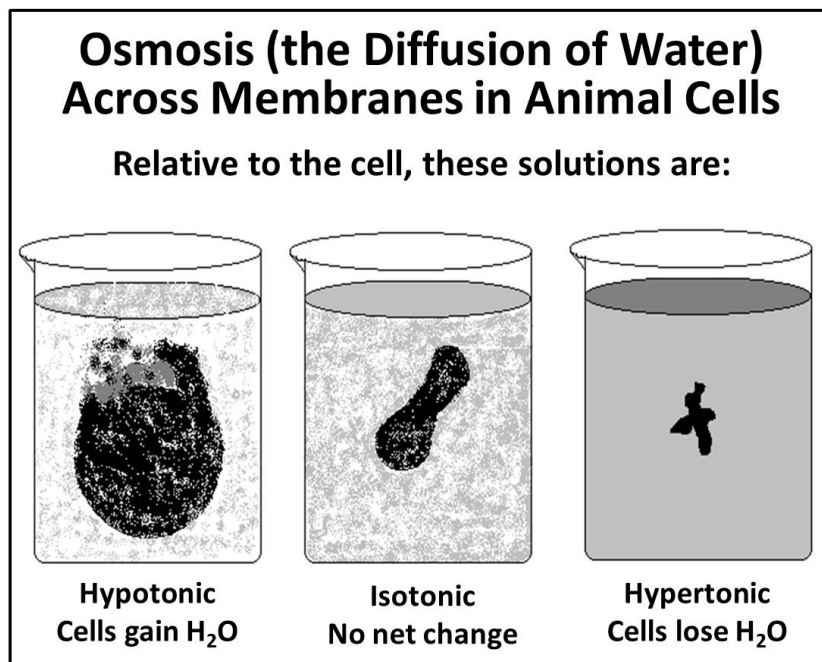 Osmosis (the Diffusion of Water)
Across Membranes in Animal Cells
Relative to the cell, these solutions are:
Hypotonic
Cells gain H₂O
Isotonic
No net change
Hypertonic
Cells lose H₂O